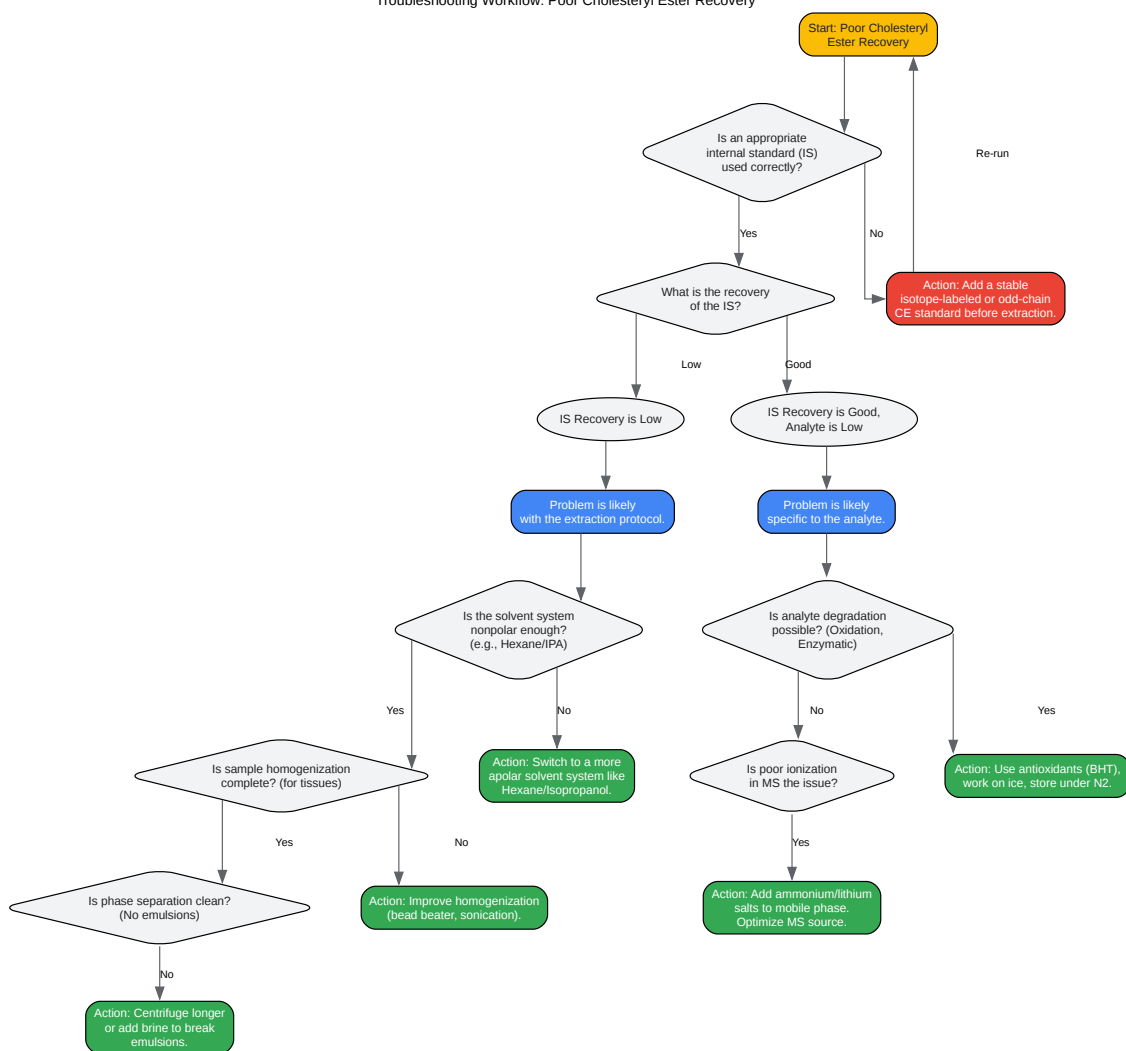 Troubleshooting Workflow: Poor Cholesteryl Ester Recovery
Start: Poor Cholesteryl
Ester Recovery
Is an appropriate
internal standard (IS)
used correctly?
Re-run
Yes
No
What is the recovery
of the IS?
Action: Add a stable
isotope-labeled or odd-chain
CE standard before extraction.
Low
Good
IS Recovery is Low
IS Recovery is Good,
Analyte is Low
Problem is likely
with the extraction protocol.
Problem is likely
specific to the analyte.
Is the solvent system
nonpolar enough?
(e.g., Hexane/IPA)
Is analyte degradation
possible? (Oxidation,
Enzymatic)
Yes
No
No
Yes
Is sample homogenization
complete? (for tissues)
Action: Switch to a more
apolar solvent system like
Hexane/Isopropanol.
Is poor ionization
in MS the issue?
Action: Use antioxidants (BHT),
work on ice, store under N2.
Yes
No
Yes
Is phase separation clean?
(No emulsions)
Action: Improve homogenization
(bead beater, sonication).
Action: Add ammonium/lithium
salts to mobile phase.
Optimize MS source.
No
Action: Centrifuge longer
or add brine to break
emulsions.